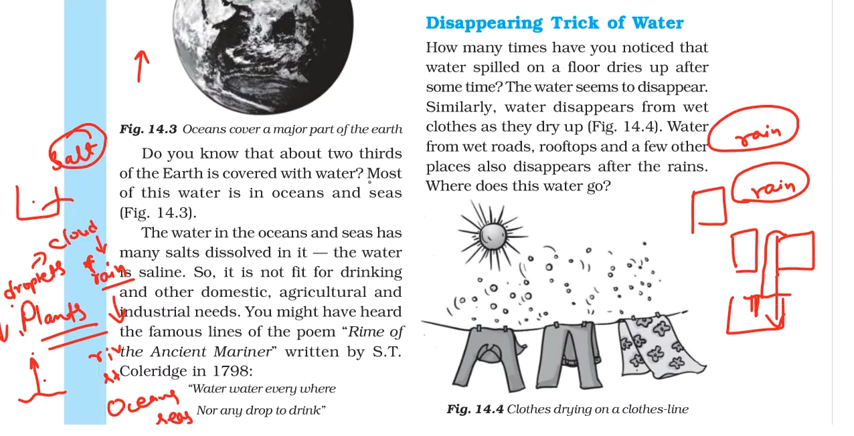 Fig. 14.3 Oceans cover a major part of the earth
Do you know that about two thirds
of the Earth is covered with water? Most
of this water is in oceans and seas
(Fig. 14.3).
The water in the oceans and seas has
many salts dissolved in it — the water
is saline. So, it is not fit for drinking
and other domestic, agricultural and
industrial needs. You might have heard
the famous lines of the poem “Rime of
the Ancient Mariner” written by S.T.
Coleridge in 1798:
“Water water every where
Nor any drop to drink”
Salt
cloud
droplets
rain
Plants
Oceans
seas
Disappearing Trick of Water
How many times have you noticed that
water spilled on a floor dries up after
some time? The water seems to disappear.
Similarly, water disappears from wet
clothes as they dry up (Fig. 14.4). Water
from wet roads, rooftops and a few other
places also disappears after the rains.
Where does this water go?
rain
rain
Fig. 14.4 Clothes drying on a clothes-line